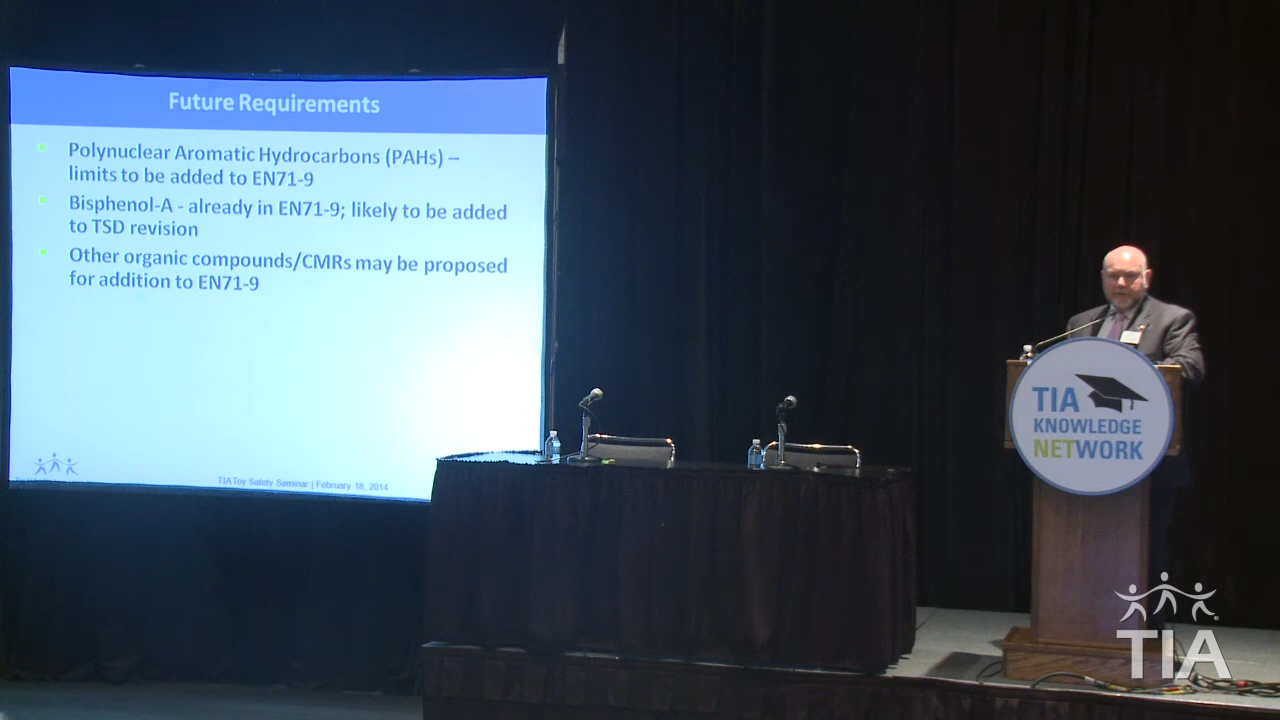 Future Requirements
Polynuclear Aromatic Hydrocarbons (PAHs) –
limits to be added to EN71-9
Bisphenol-A - already in EN71-9; likely to be added
to TSD revision
Other organic compounds/CMRs may be proposed
for addition to EN71-9
TIA Toy Safety Seminar | February 18, 2014
TIA
KNOWLEDGE
NETWORK
TIA